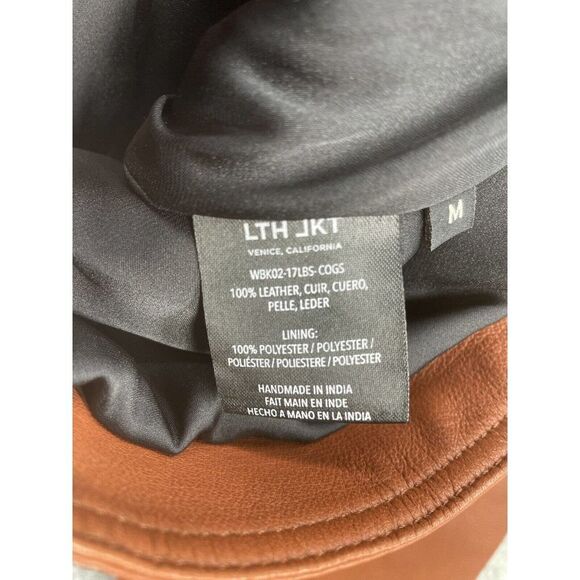 LTH JKT
VENICE, CALIFORNIA
WBK02-17LBS-COGS
100% LEATHER, CUIR, CUERO,
PELLE, LEDER
LINING:
100% POLYESTER / POLYESTER /
POLIÉSTER / POLIESTERE / POLYESTER
HANDMADE IN INDIA
FAIT MAIN EN INDE
HECHO A MANO EN LA INDIA
M